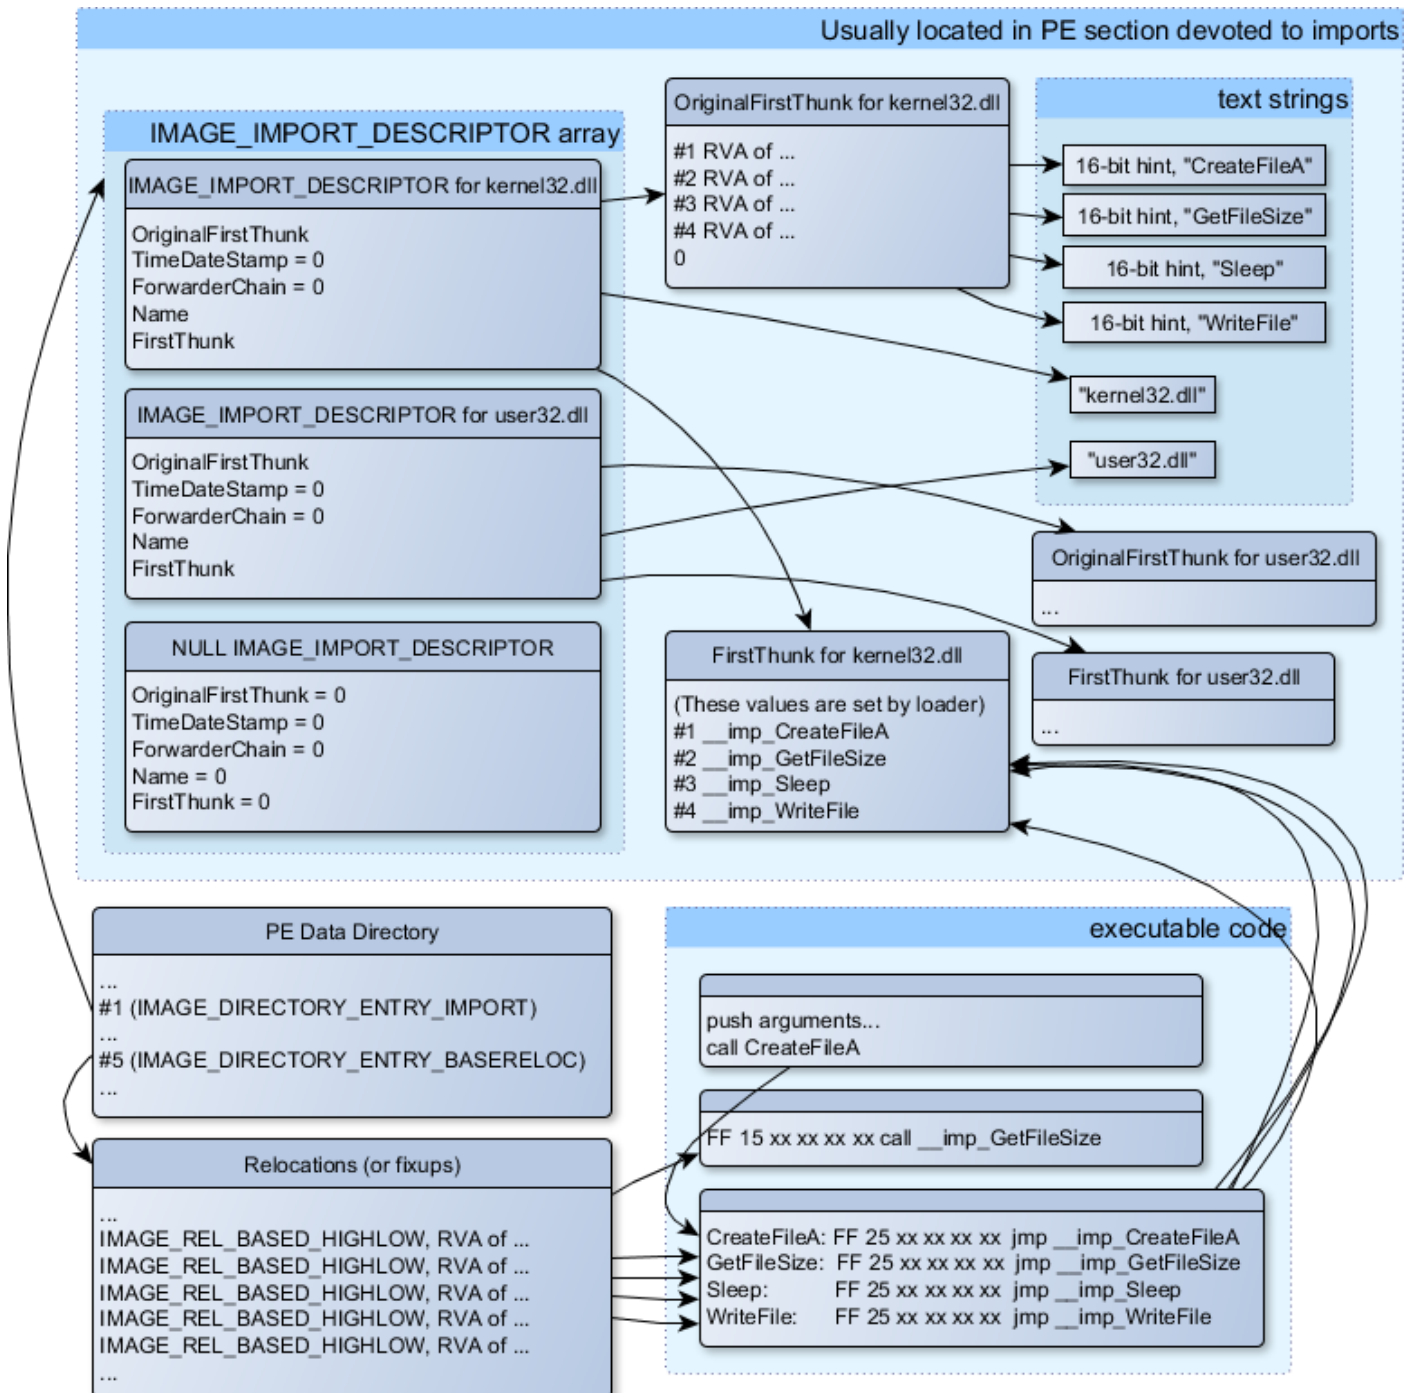 Usually located in PE section devoted to imports
IMAGE_IMPORT_DESCRIPTOR array
IMAGE_IMPORT_DESCRIPTOR for kernel32.dll
OriginalFirstThunk
TimeDateStamp = 0
ForwarderChain = 0
Name
FirstThunk
IMAGE_IMPORT_DESCRIPTOR for user32.dll
OriginalFirstThunk
TimeDateStamp = 0
ForwarderChain = 0
Name
FirstThunk
NULL IMAGE_IMPORT_DESCRIPTOR
OriginalFirstThunk = 0
TimeDateStamp = 0
ForwarderChain = 0
Name = 0
FirstThunk = 0
OriginalFirstThunk for kernel32.dll
#1 RVA of ...
#2 RVA of ...
#3 RVA of ...
#4 RVA of ...
0
text strings
16-bit hint, "CreateFileA"
16-bit hint, "GetFileSize"
16-bit hint, "Sleep"
16-bit hint, "WriteFile"
"kernel32.dll"
"user32.dll"
OriginalFirstThunk for user32.dll
...
FirstThunk for kernel32.dll
(These values are set by loader)
#1 __imp_CreateFileA
#2 __imp_GetFileSize
#3 __imp_Sleep
#4 __imp_WriteFile
FirstThunk for user32.dll
...
PE Data Directory
...
#1 (IMAGE_DIRECTORY_ENTRY_IMPORT)
...
#5 (IMAGE_DIRECTORY_ENTRY_BASERELOC)
...
Relocations (or fixups)
...
IMAGE_REL_BASED_HIGHLOW, RVA of ...
IMAGE_REL_BASED_HIGHLOW, RVA of ...
IMAGE_REL_BASED_HIGHLOW, RVA of ...
IMAGE_REL_BASED_HIGHLOW, RVA of ...
IMAGE_REL_BASED_HIGHLOW, RVA of ...
...
executable code
push arguments...
call CreateFileA
FF 15 xx xx xx xx call __imp_GetFileSize
CreateFileA: FF 25 xx xx xx xx jmp __imp_CreateFileA
GetFileSize: FF 25 xx xx xx xx jmp __imp_GetFileSize
Sleep: FF 25 xx xx xx xx jmp __imp_Sleep
WriteFile: FF 25 xx xx xx xx jmp __imp_WriteFile